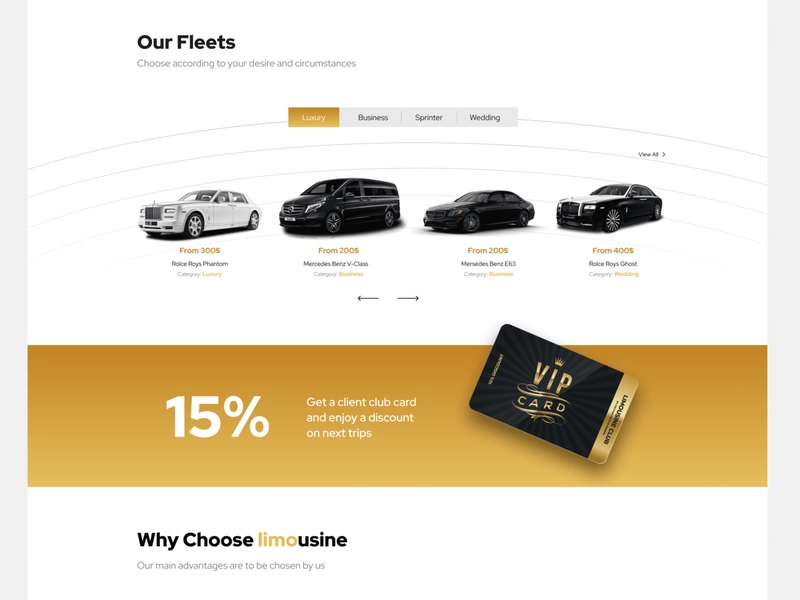 Our Fleets
Choose according to your desire and circumstances
Luxury
Business
Sprinter
Wedding
View All
From 300$
Rolce Roys Phantom
Category: Luxury
From 200$
Mercedes Benz V-Class
Category: Business
From 200$
Mersedes Benz E63
Category: Business
From 400$
Rolce Roys Ghost
Category: Wedding
15%
Get a client club card
and enjoy a discount
on next trips
VIP
CARD
LIMOUSINE CLUB
Why Choose limousine
Our main advantages are to be chosen by us